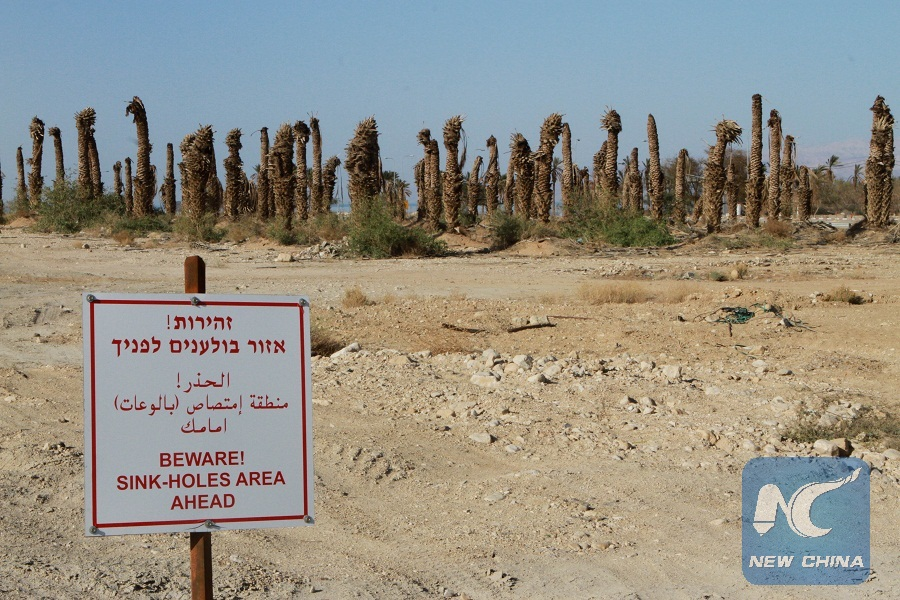 זהירות!
אזור בולענים לפניך
الحذر!
منطقة إمتصاص (بالوعات)
امامك
BEWARE!
SINK-HOLES AREA
AHEAD
NEW CHINA